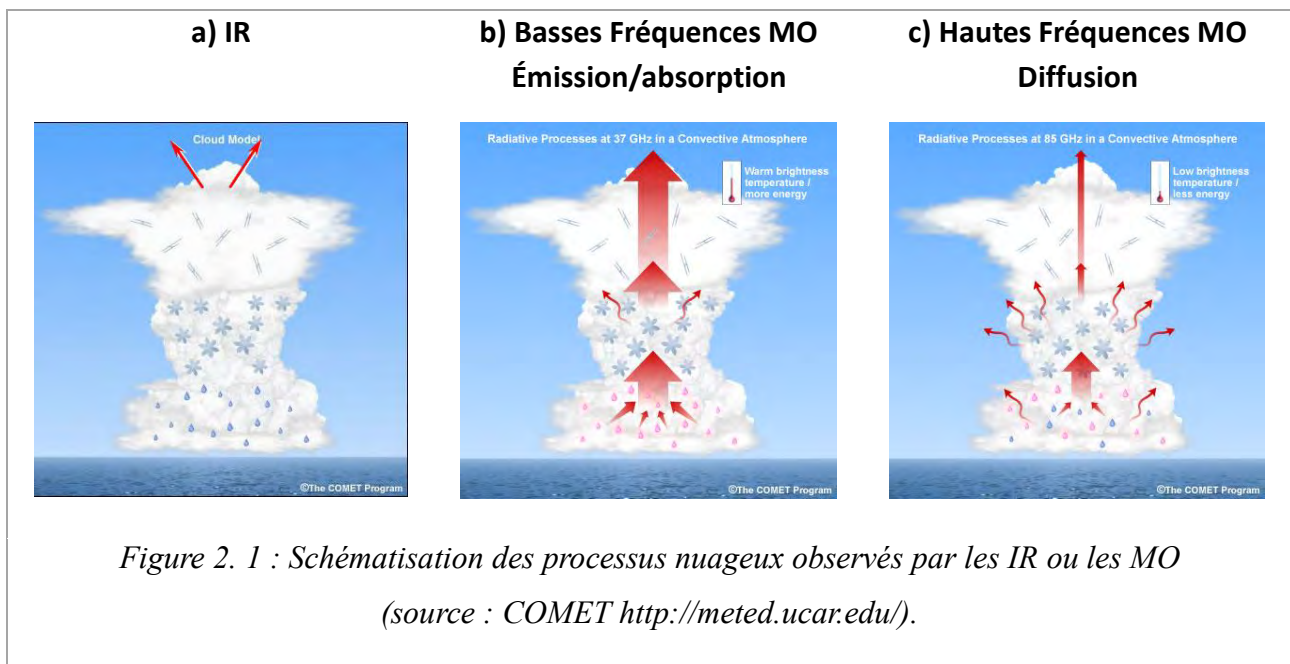 a) IR
b) Basses Fréquences MO
Émission/absorption
c) Hautes Fréquences MO
Diffusion
Cloud Model
©The COMET Program
Radiative Processes at 37 GHz in a Convective Atmosphere
Warm brightness
temperature /
more energy
©The COMET Program
Radiative Processes at 85 GHz in a Convective Atmosphere
Low brightness
temperature /
less energy
©The COMET Program
Figure 2. 1 : Schématisation des processus nuageux observés par les IR ou les MO
(source : COMET http://meted.ucar.edu/).